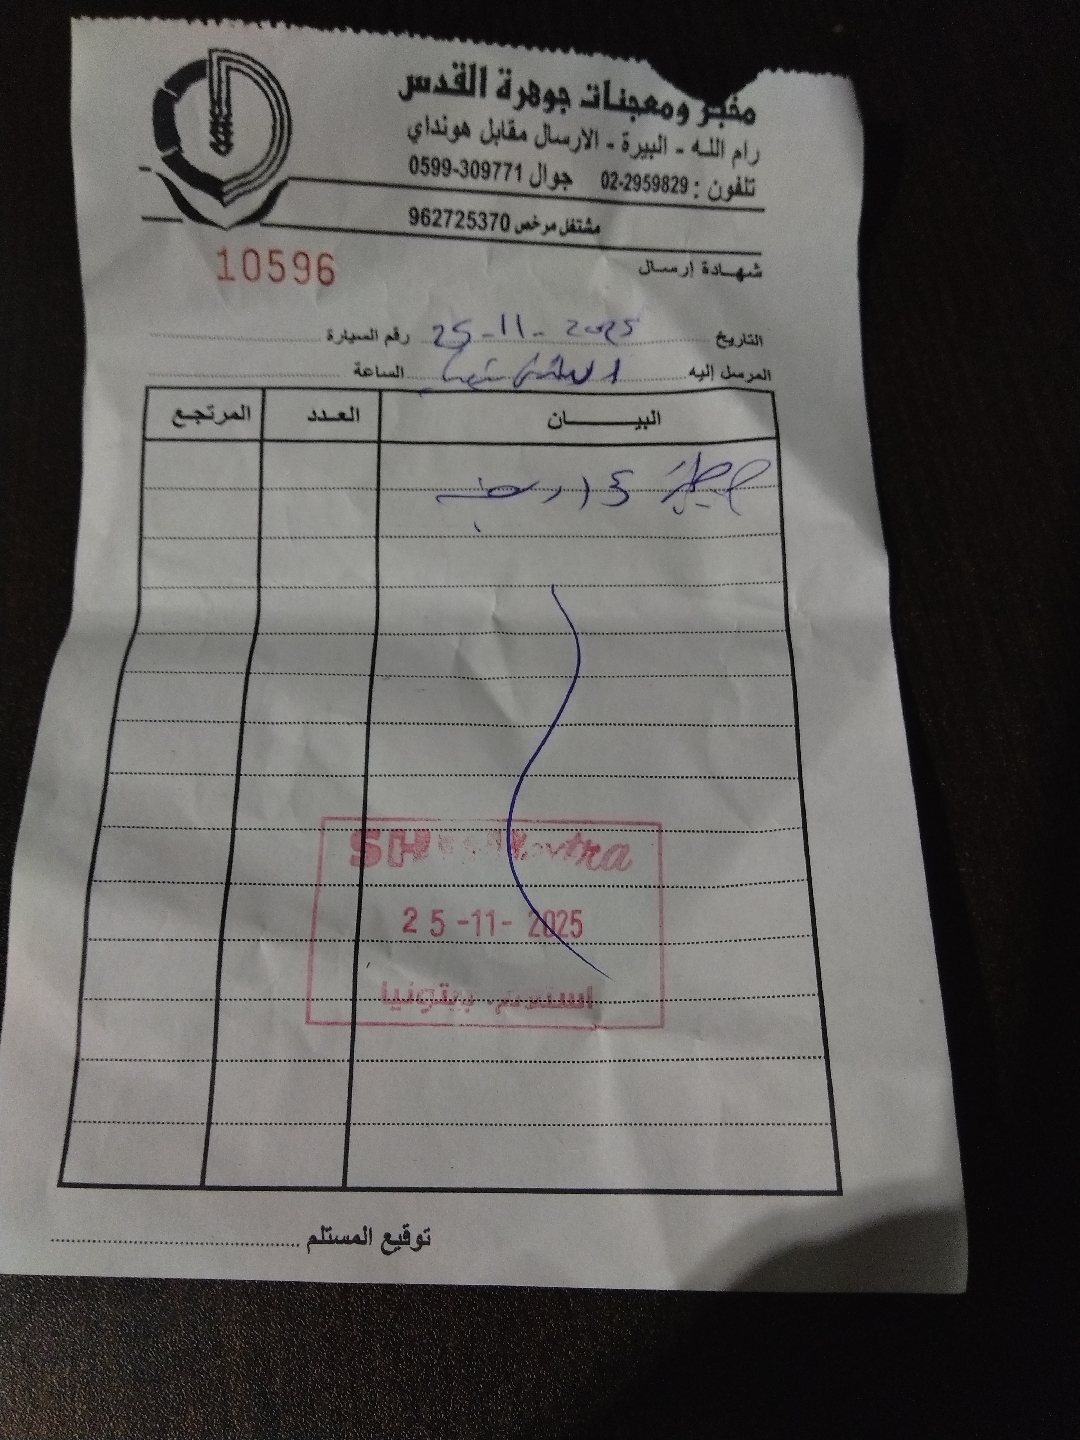 مخبز ومعجنات جوهرة القدس
رام الله - البيرة - الارسال مقابل هونداي
تلفون : 02-2959829 جوال 0599-309771
مشتغل مرخص 962725370
10596
شهادة إرسال
التاريخ 25-11-2025 رقم السيارة
المرسل إليه الساعة
البيان العدد المرتجع
25-11-2025
بيتونيا
توقيع المستلم